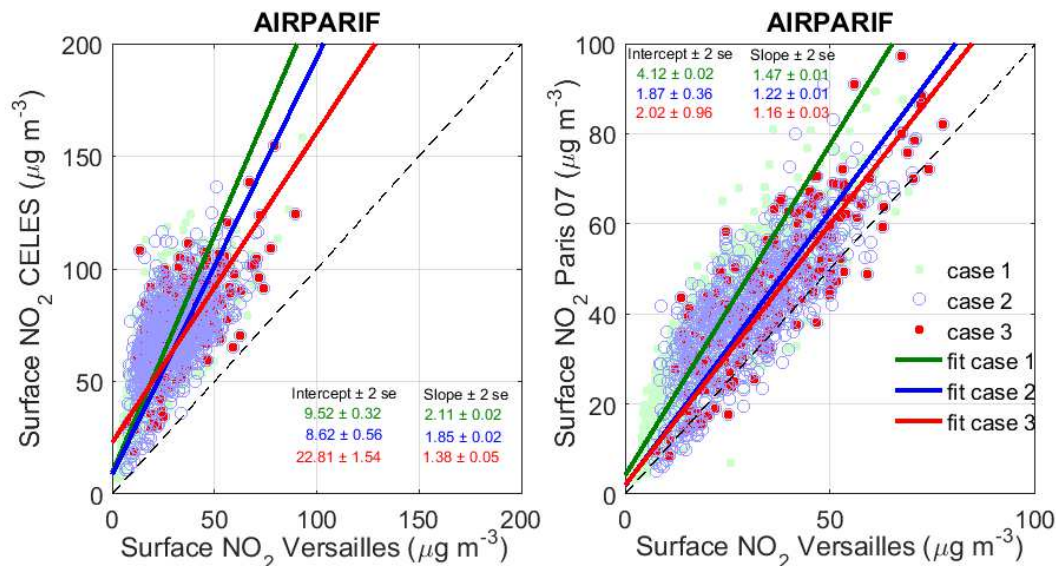 AIRPARIF
200
150
100
50
0
0
50
100
150
200
Surface NO2 CELES (μg m-3)
Surface NO2 Versailles (μg m-3)
Intercept ± 2 se Slope ± 2 se
9.52 ± 0.32 2.11 ± 0.02
8.62 ± 0.56 1.85 ± 0.02
22.81 ± 1.54 1.38 ± 0.05
AIRPARIF
100
80
60
40
20
0
0
50
100
Surface NO2 Paris 07 (μg m-3)
Surface NO2 Versailles (μg m-3)
Intercept ± 2 se Slope ± 2 se
4.12 ± 0.02 1.47 ± 0.01
1.87 ± 0.36 1.22 ± 0.01
2.02 ± 0.96 1.16 ± 0.03
case 1
case 2
case 3
fit case 1
fit case 2
fit case 3